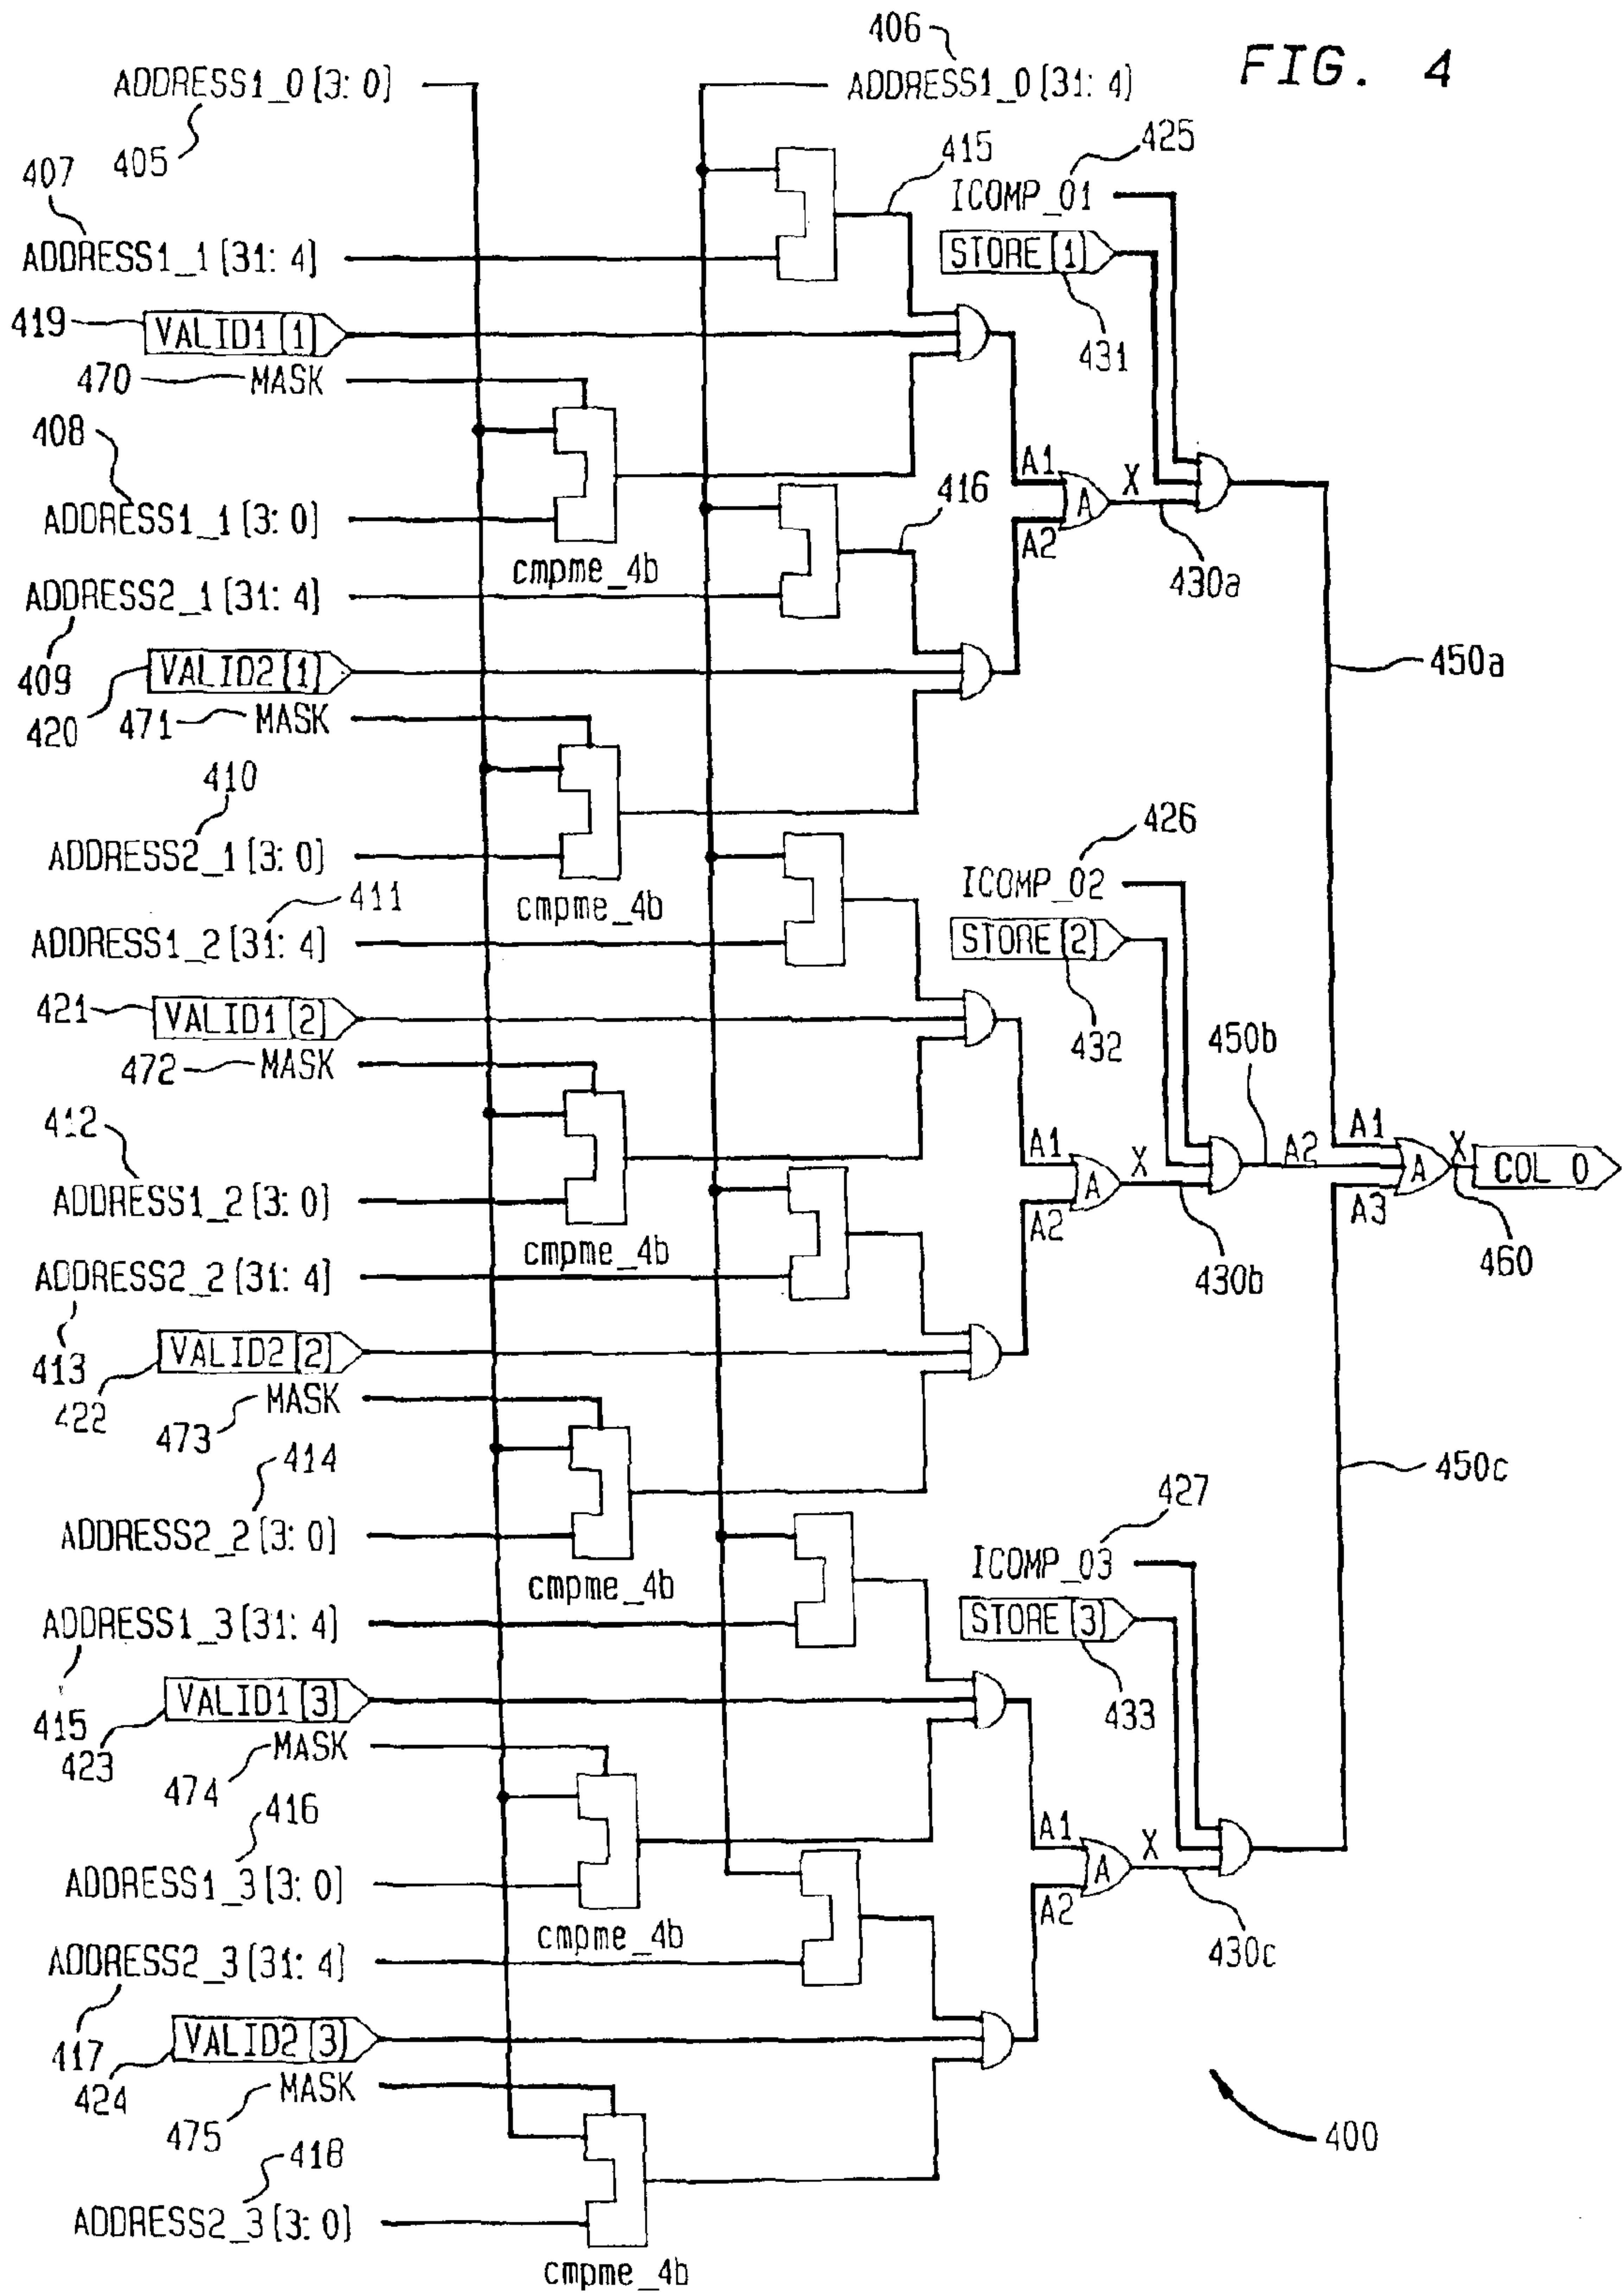 FIG. 4
406
ADDRESS1_0 [3: 0]
ADDRESS1_0 [31: 4]
405
407
415
425
ICOMP_01
ADDRESS1_1 [31: 4]
STORE [1]
431
419
VALID1 [1]
470
MASK
408
A1
X
A
416
ADDRESS1_1 [3: 0]
A2
cmpme_4b
430a
ADDRESS2_1 [31: 4]
409
VALID2 [1]
450a
420
471
MASK
410
426
ADDRESS2_1 [3: 0]
ICOMP_02
411
cmpme_4b
ADDRESS1_2 [31: 4]
STORE [2]
421
VALID1 [2]
432
450b
472
MASK
412
A1
A1
X
A
X
A2
A
COL 0
ADDRESS1_2 [3: 0]
A2
A3
cmpme_4b
430b
460
ADDRESS2_2 [31: 4]
413
VALID2 [2]
422
MASK
473
414
450c
427
ADDRESS2_2 [3: 0]
ICOMP_03
cmpme_4b
ADDRESS1_3 [31: 4]
STORE [3]
415
VALID1 [3]
433
423
MASK
474
416
A1
X
A
ADDRESS1_3 [3: 0]
A2
cmpme_4b
430c
ADDRESS2_3 [31: 4]
417
VALID2 [3]
424
MASK
475
400
418
ADDRESS2_3 [3: 0]
cmpme_4b